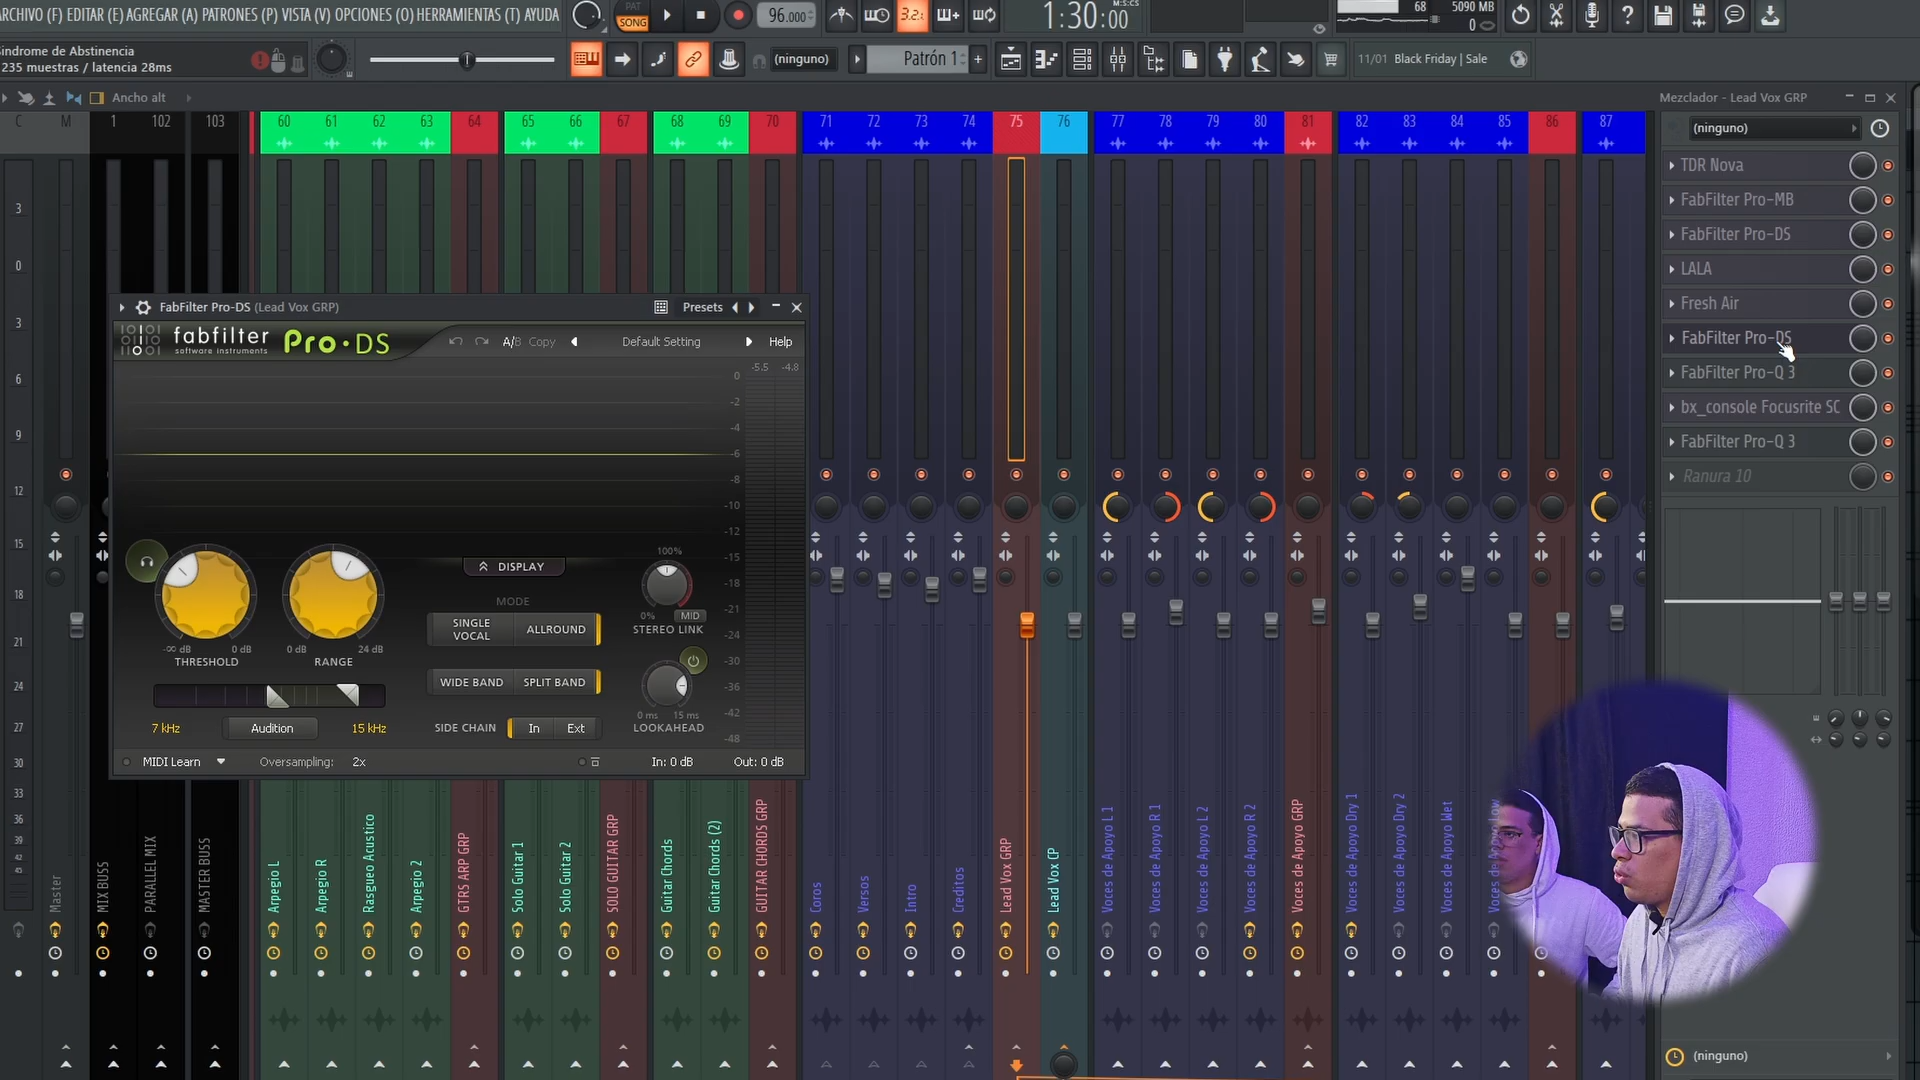 ARCHIVO (F) EDITAR (E) AGREGAR (A) PATRONES (P) VISTA (V) OPCIONES (O) HERRAMIENTAS (T) AYUDA
PAT
SONG
96.000
3.2.
1:30:00
M:S:CS
68
5090 MB
0
Sindrome de Abstinencia
235 muestras / latencia 28ms
(ninguno)
Patrón 1
11/01 Black Friday | Sale
Ancho alt
Mezclador - Lead Vox GRP
C M 1 102 103 60 61 62 63 64 65 66 67 68 69 70 71 72 73 74 75 76 77 78 79 80 81 82 83 84 85 86 87
(ninguno)
TDR Nova
FabFilter Pro-MB
FabFilter Pro-DS
LALA
Fresh Air
FabFilter Pro-DS
FabFilter Pro-Q 3
bx_console Focusrite SC
FabFilter Pro-Q 3
Ranura 10
3
0
3
6
9
12
15
18
21
24
27
30
33
36
39
42
45
FabFilter Pro-DS (Lead Vox GRP)
Presets
fabfilter
software instruments
Pro·DS
A/B Copy
Default Setting
Help
-5.5 -4.8
0
-2
-4
-6
-8
-10
-12
-15
-18
-21
-24
-30
-36
-42
-48
-∞ dB 0 dB
THRESHOLD
0 dB 24 dB
RANGE
DISPLAY
MODE
SINGLE VOCAL
ALLROUND
WIDE BAND
SPLIT BAND
100%
0%
MID
STEREO LINK
0 ms 15 ms
LOOKAHEAD
7 kHz
Audition
15 kHz
SIDE CHAIN
In
Ext
MIDI Learn
Oversampling: 2x
In: 0 dB
Out: 0 dB
Master
MIX BUSS
PARALLEL MIX
MASTER BUSS
Arpegio L
Arpegio R
Rasgueo Acustico
Arpegio 2
GTRS ARP GRP
Solo Guitar 1
Solo Guitar 2
SOLO GUITAR GRP
Guitar Chords
Guitar Chords (2)
GUITAR CHORDS GRP
Coros
Versos
Intro
Creditos
Lead Vox GRP
Lead Vox CP
Voces de Apoyo L 1
Voces de Apoyo R 1
Voces de Apoyo L 2
Voces de Apoyo R 2
Voces de Apoyo GRP
Voces de Apoyo Dry 1
Voces de Apoyo Dry 2
Voces de Apoyo Wet
Voces de Apoyo Low
(ninguno)